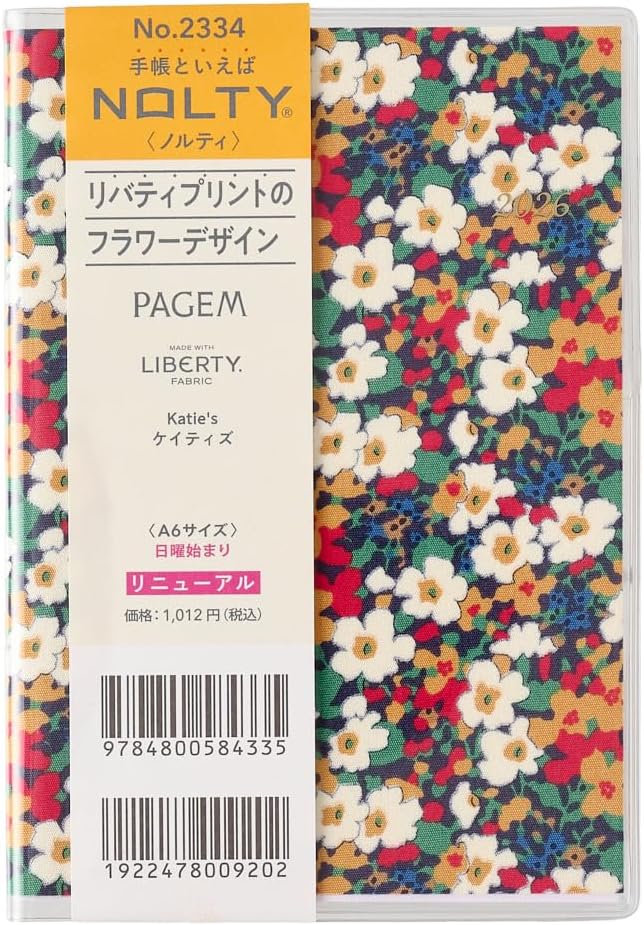 No.2334
手帳といえば
NOLTY®
〈ノルティ〉
リバティプリントの
フラワーデザイン
PAGEM
MADE WITH
LIBERTY.
FABRIC
Katie's
ケイティズ
〈A6サイズ〉
日曜始まり
リニューアル
価格:1,012円(税込)
9784800584335
1922478009202
2026